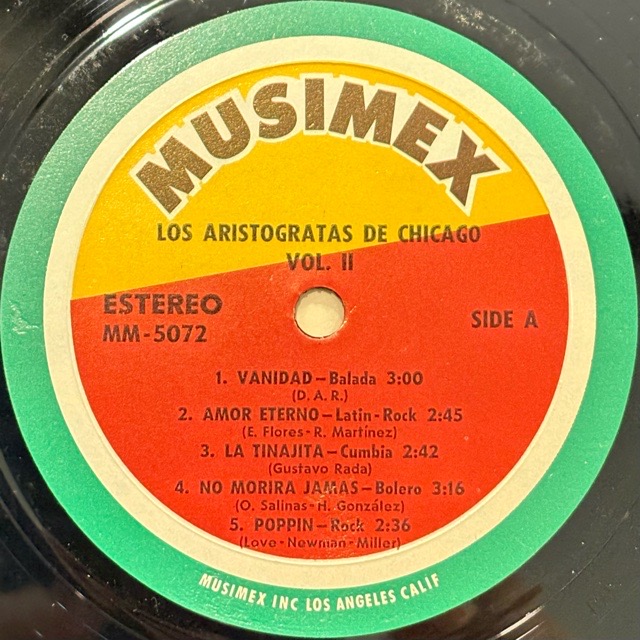 MUSIMEX
LOS ARISTOGRATAS DE CHICAGO
VOL. II
ESTEREO
MM-5072
SIDE A
1. VANIDAD—Balada 3:00
(D. A. R.)
2. AMOR ETERNO—Latin-Rock 2:45
(E. Flores-R. Martínez)
3. LA TINAJITA—Cumbia 2:42
(Gustavo Rada)
4. NO MORIRA JAMAS—Bolero 3:16
(O. Salinas-H. González)
5. POPPIN—Rock 2:36
(Love-Newman-Miller)
MUSIMEX INC LOS ANGELES CALIF